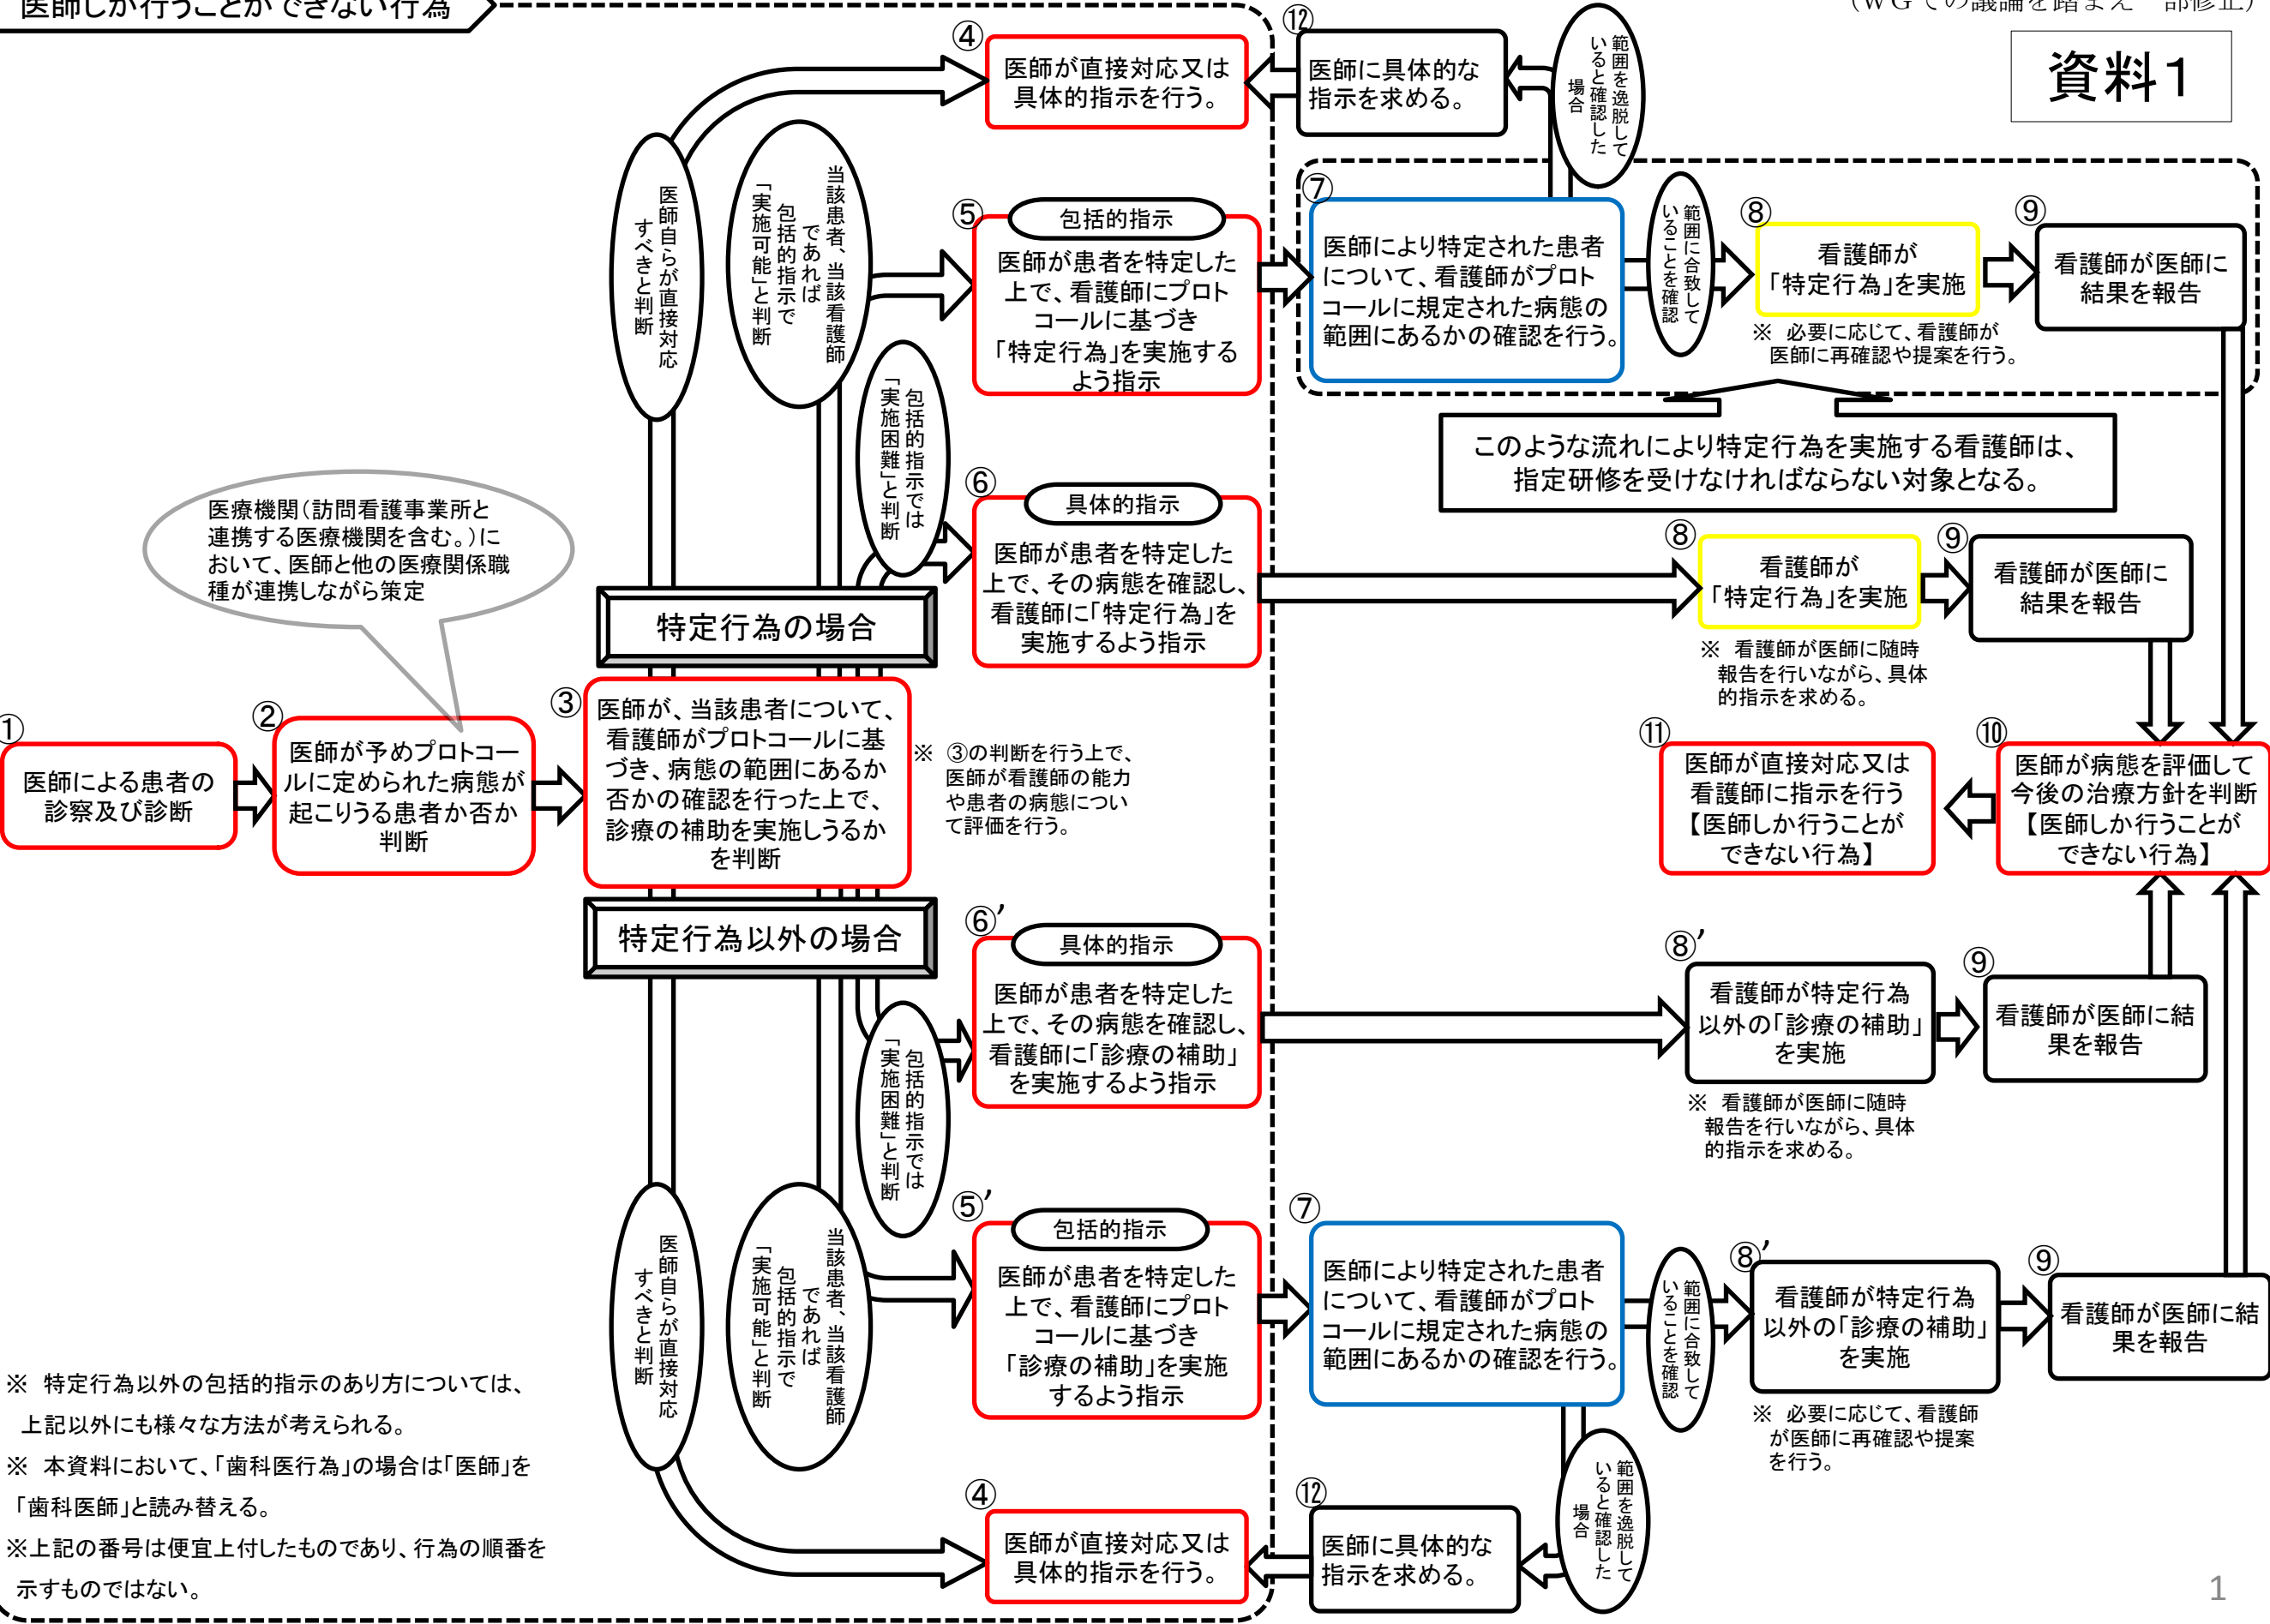 医師しか行うことができない行為
(WGでの議論を踏まえ一部修正)
資料1
④
医師が直接対応又は
具体的指示を行う。
⑫
医師に具体的な
指示を求める。
範囲を逸脱して
いると確認した
場合
医師自らが直接対応
すべきと判断
当該患者、当該看護師
であれば
包括的指示で
「実施可能」と判断
⑤
包括的指示
医師が患者を特定した
上で、看護師にプロト
コールに基づき
「特定行為」を実施する
よう指示
⑦
医師により特定された患者
について、看護師がプロト
コールに規定された病態の
範囲にあるかの確認を行う。
範囲に合致して
いることを確認
⑧
看護師が
「特定行為」を実施
※ 必要に応じて、看護師が
医師に再確認や提案を行う。
⑨
看護師が医師に
結果を報告
このような流れにより特定行為を実施する看護師は、
指定研修を受けなければならない対象となる。
包括的指示では
「実施困難」と判断
⑥
具体的指示
医師が患者を特定した
上で、その病態を確認し、
看護師に「特定行為」を
実施するよう指示
⑧
看護師が
「特定行為」を実施
※ 看護師が医師に随時
報告を行いながら、具体
的指示を求める。
⑨
看護師が医師に
結果を報告
医療機関(訪問看護事業所と
連携する医療機関を含む。)に
おいて、医師と他の医療関係職
種が連携しながら策定
特定行為の場合
①
医師による患者の
診察及び診断
②
医師が予めプロトコー
ルに定められた病態が
起こりうる患者か否か
判断
③
医師が、当該患者について、
看護師がプロトコールに基
づき、病態の範囲にあるか
否かの確認を行った上で、
診療の補助を実施しうるか
を判断
※ ③の判断を行う上で、
医師が看護師の能力
や患者の病態につい
て評価を行う。
⑪
医師が直接対応又は
看護師に指示を行う
【医師しか行うことが
できない行為】
⑩
医師が病態を評価して
今後の治療方針を判断
【医師しか行うことが
できない行為】
特定行為以外の場合
⑥’
具体的指示
医師が患者を特定した
上で、その病態を確認し、
看護師に「診療の補助」
を実施するよう指示
⑧’
看護師が特定行為
以外の「診療の補助」
を実施
※ 看護師が医師に随時
報告を行いながら、具体
的指示を求める。
⑨
看護師が医師に結
果を報告
包括的指示では
「実施困難」と判断
医師自らが直接対応
すべきと判断
当該患者、当該看護師
であれば
包括的指示で
「実施可能」と判断
⑤’
包括的指示
医師が患者を特定した
上で、看護師にプロト
コールに基づき
「診療の補助」を実施
するよう指示
⑦
医師により特定された患者
について、看護師がプロト
コールに規定された病態の
範囲にあるかの確認を行う。
範囲に合致して
いることを確認
⑧’
看護師が特定行為
以外の「診療の補助」
を実施
※ 必要に応じて、看護師
が医師に再確認や提案
を行う。
⑨
看護師が医師に結
果を報告
範囲を逸脱して
いると確認した
場合
④
医師が直接対応又は
具体的指示を行う。
⑫
医師に具体的な
指示を求める。
※ 特定行為以外の包括的指示のあり方については、
上記以外にも様々な方法が考えられる。
※ 本資料において、「歯科医行為」の場合は「医師」を
「歯科医師」と読み替える。
※上記の番号は便宜上付したものであり、行為の順番を
示すものではない。
1